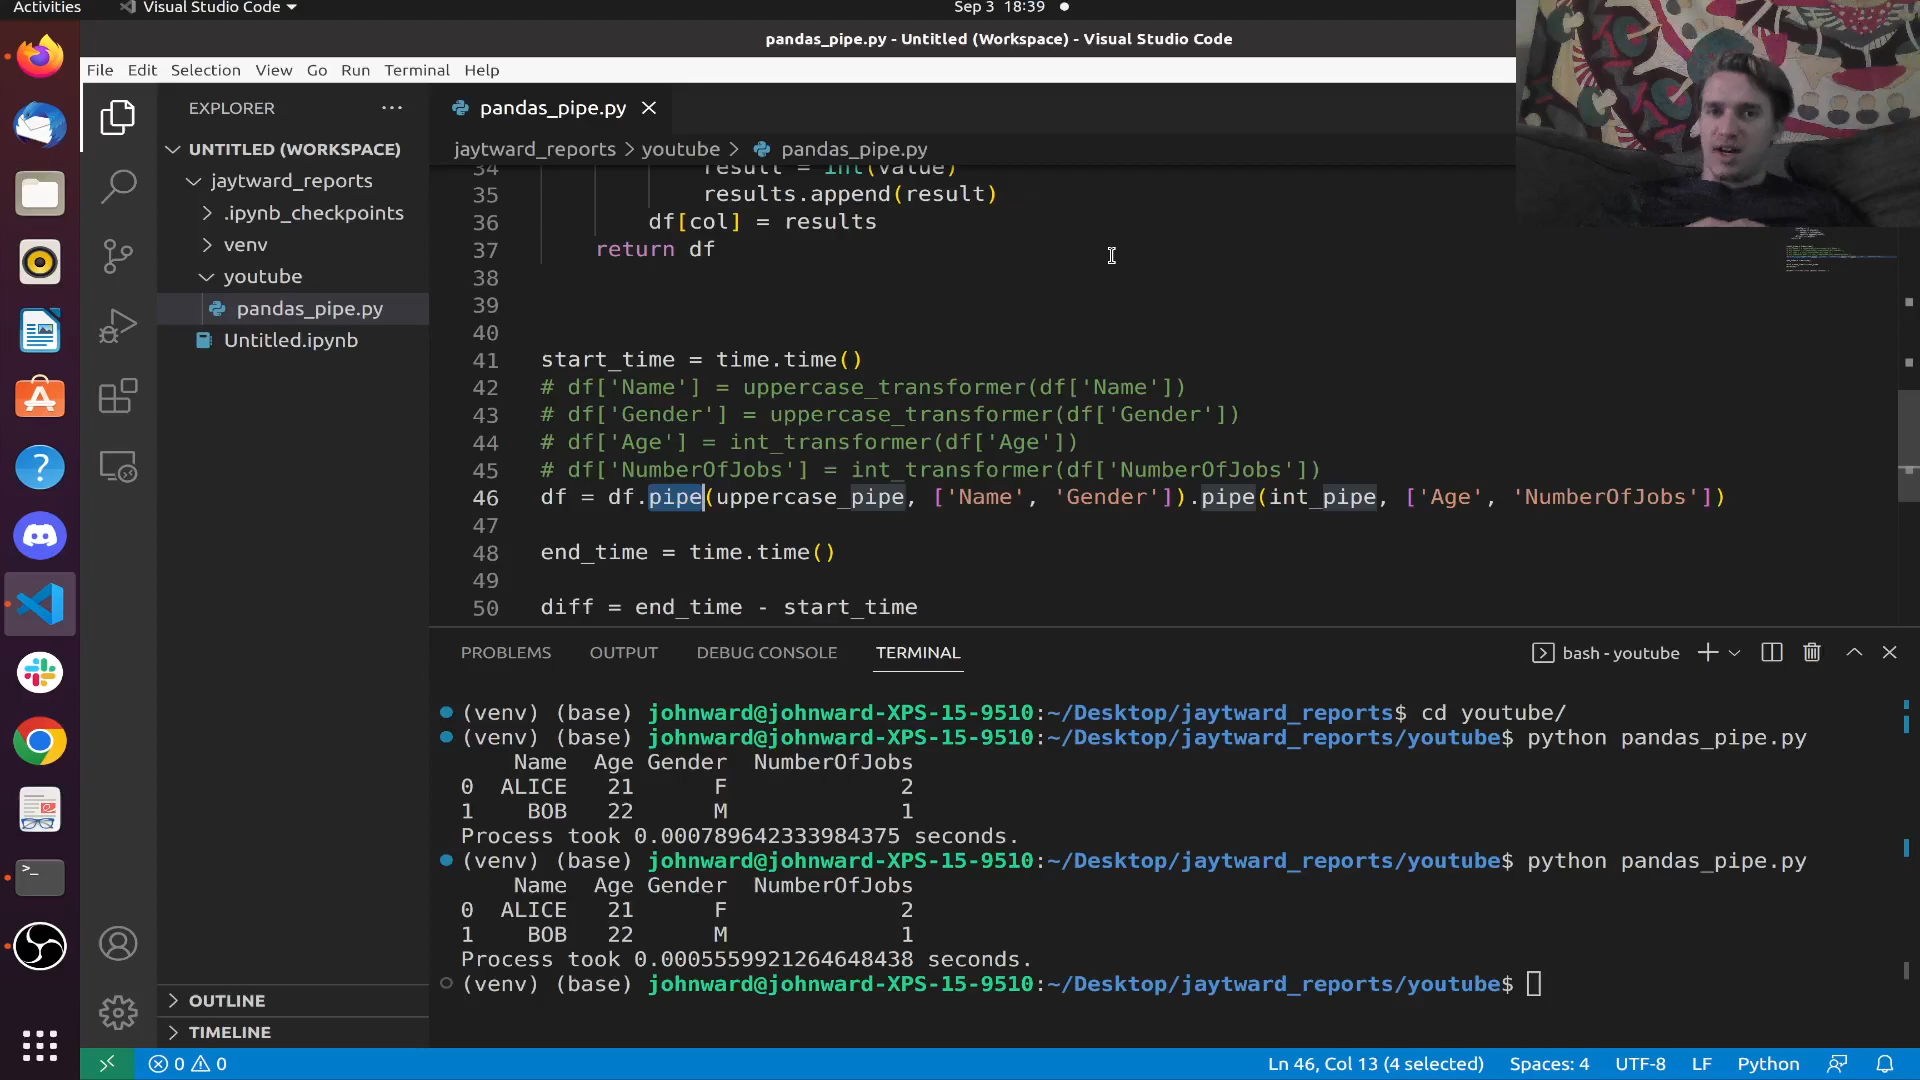 Activities
Visual Studio Code
Sep 3 18:39
pandas_pipe.py - Untitled (Workspace) - Visual Studio Code
File Edit Selection View Go Run Terminal Help
EXPLORER
pandas_pipe.py
UNTITLED (WORKSPACE)
jaytward_reports
.ipynb_checkpoints
venv
youtube
pandas_pipe.py
Untitled.ipynb
OUTLINE
TIMELINE
jaytward_reports > youtube > pandas_pipe.py
34 result = int(value)
35 results.append(result)
36 df[col] = results
37 return df
38
39
40
41 start_time = time.time()
42 # df['Name'] = uppercase_transformer(df['Name'])
43 # df['Gender'] = uppercase_transformer(df['Gender'])
44 # df['Age'] = int_transformer(df['Age'])
45 # df['NumberOfJobs'] = int_transformer(df['NumberOfJobs'])
46 df = df.pipe(uppercase_pipe, ['Name', 'Gender']).pipe(int_pipe, ['Age', 'NumberOfJobs'])
47
48 end_time = time.time()
49
50 diff = end_time - start_time
PROBLEMS OUTPUT DEBUG CONSOLE TERMINAL
bash - youtube
(venv) (base) johnward@johnward-XPS-15-9510:~/Desktop/jaytward_reports$ cd youtube/
(venv) (base) johnward@johnward-XPS-15-9510:~/Desktop/jaytward_reports/youtube$ python pandas_pipe.py
Name Age Gender NumberOfJobs
0 ALICE 21 F 2
1 BOB 22 M 1
Process took 0.000789642333984375 seconds.
(venv) (base) johnward@johnward-XPS-15-9510:~/Desktop/jaytward_reports/youtube$ python pandas_pipe.py
Name Age Gender NumberOfJobs
0 ALICE 21 F 2
1 BOB 22 M 1
Process took 0.0005559921264648438 seconds.
(venv) (base) johnward@johnward-XPS-15-9510:~/Desktop/jaytward_reports/youtube$
0 0
Ln 46, Col 13 (4 selected) Spaces: 4 UTF-8 LF Python